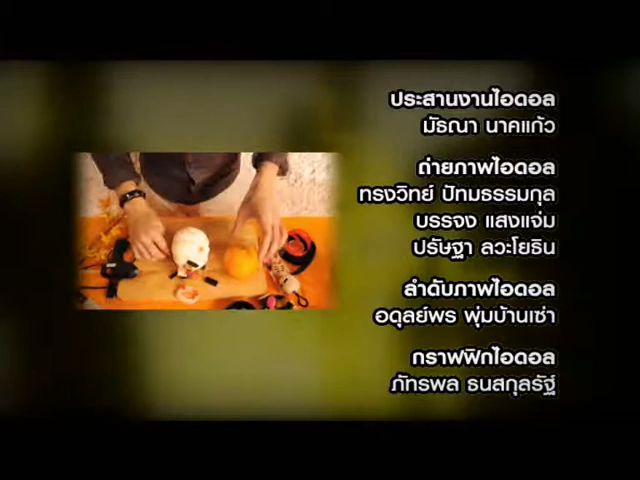 ประสานงานไอดอล
มัธณา นาคแก้ว
ถ่ายภาพไอดอล
ทรงวิทย์ ปัทมธรรมกุล
บรรจง แสงแจ่ม
ปรัษฐา ลวะโยธิน
ลำดับภาพไอดอล
อดุลย์พร พุ่มบ้านเช่า
กราฟฟิกไอดอล
ภัทรพล ธนสกุลรัฐ์